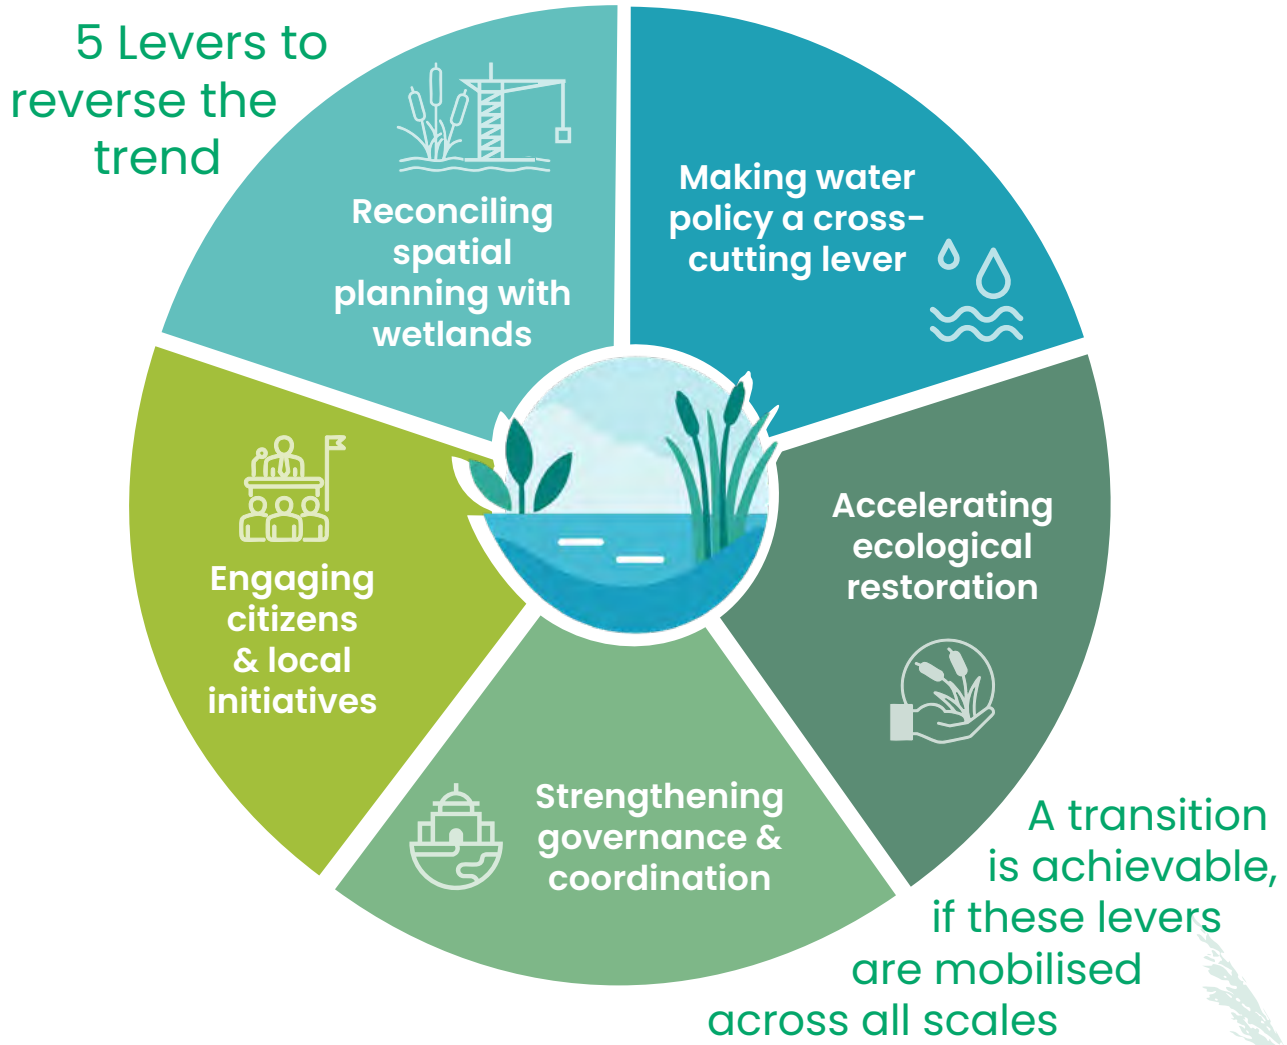 5 Levers to
reverse the
trend
Reconciling
spatial
planning with
wetlands
Making water
policy a cross-
cutting lever
Accelerating
ecological
restoration
Engaging
citizens
& local
initiatives
Strengthening
governance &
coordination
A transition
is achievable,
if these levers
are mobilised
across all scales